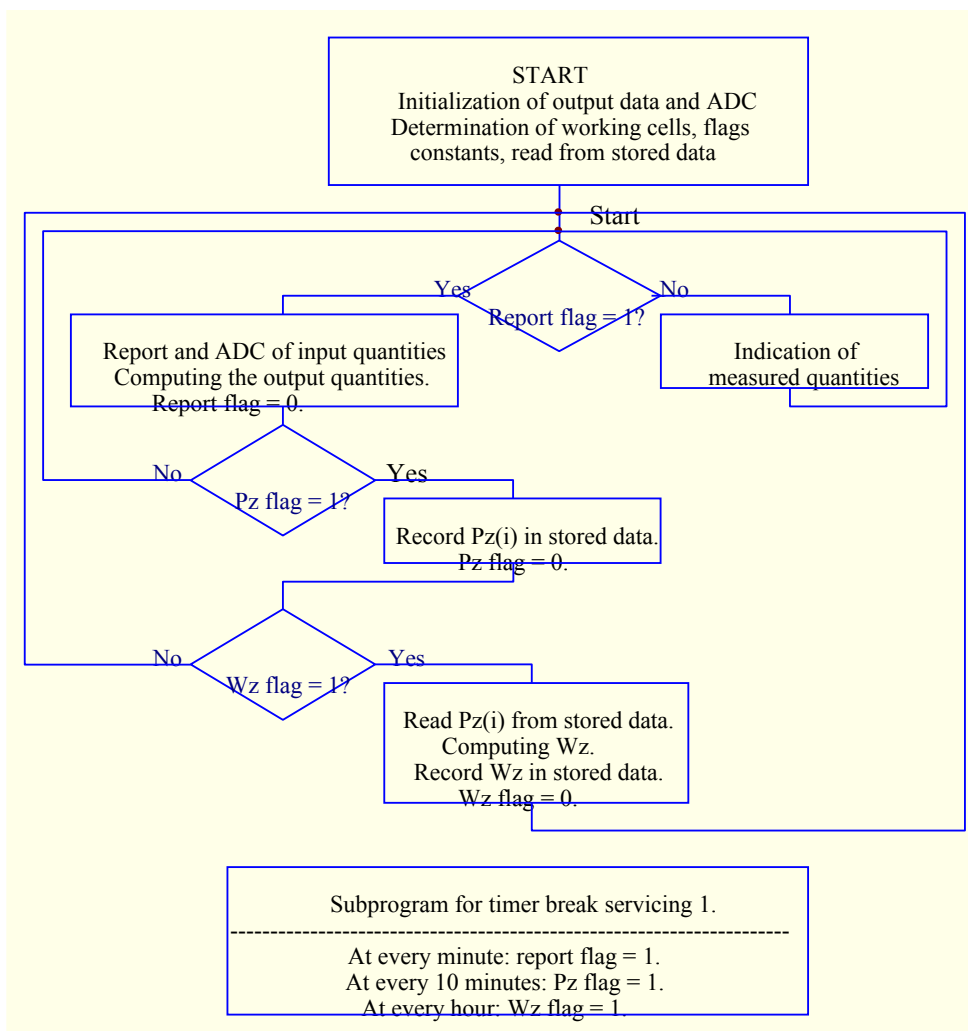 START
Initialization of output data and ADC
Determination of working cells, flags
constants, read from stored data
Start
Yes
No
Report flag = 1?
Report and ADC of input quantities
Computing the output quantities.
Report flag = 0.
Indication of
measured quantities
No
Yes
Pz flag = 1?
Record Pz(i) in stored data.
Pz flag = 0.
No
Yes
Wz flag = 1?
Read Pz(i) from stored data.
Computing Wz.
Record Wz in stored data.
Wz flag = 0.
Subprogram for timer break servicing 1.
----------------------------------------------------------------------
At every minute: report flag = 1.
At every 10 minutes: Pz flag = 1.
At every hour: Wz flag = 1.